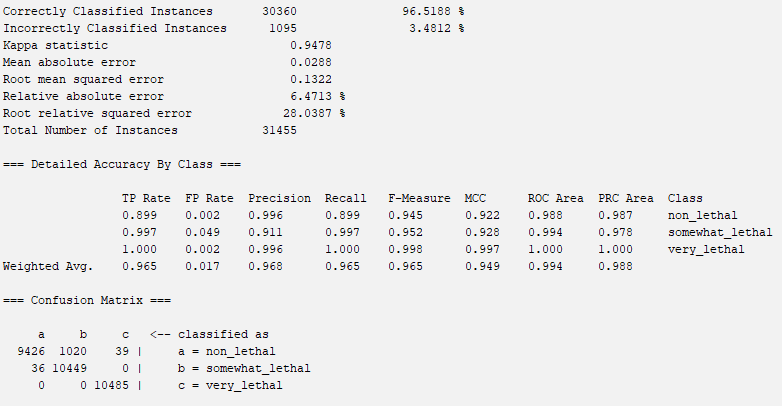 Correctly Classified Instances 30360 96.5188 %
Incorrectly Classified Instances 1095 3.4812 %
Kappa statistic 0.9478
Mean absolute error 0.0288
Root mean squared error 0.1322
Relative absolute error 6.4713 %
Root relative squared error 28.0387 %
Total Number of Instances 31455
=== Detailed Accuracy By Class ===
TP Rate FP Rate Precision Recall F-Measure MCC ROC Area PRC Area Class
0.899 0.002 0.996 0.899 0.945 0.922 0.988 0.987 non_lethal
0.997 0.049 0.911 0.997 0.952 0.928 0.994 0.978 somewhat_lethal
1.000 0.002 0.996 1.000 0.998 0.997 1.000 1.000 very_lethal
Weighted Avg. 0.965 0.017 0.968 0.965 0.965 0.949 0.994 0.988
=== Confusion Matrix ===
a b c <-- classified as
9426 1020 39 | a = non_lethal
36 10449 0 | b = somewhat_lethal
0 0 10485 | c = very_lethal